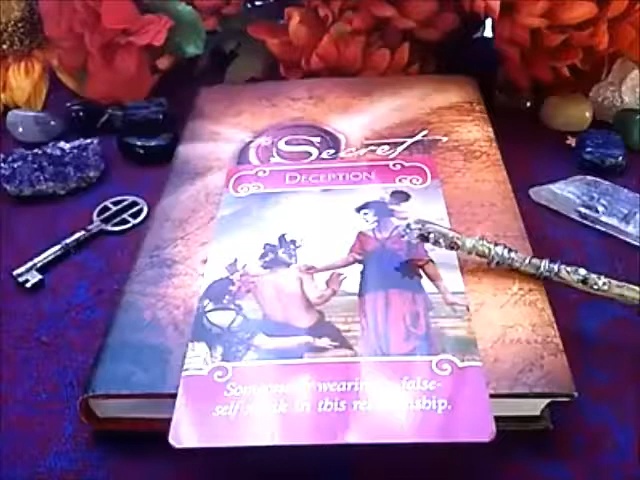 Secret
DECEPTION
Someone is wearing a false-
self mask in this relationship.